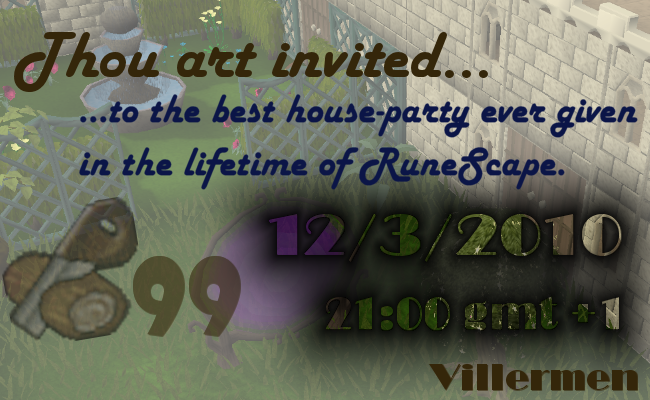 Thou art invited...
...to the best house-party ever given
in the lifetime of RuneScape.
12/3/2010
99
21:00 gmt +1
Villermen